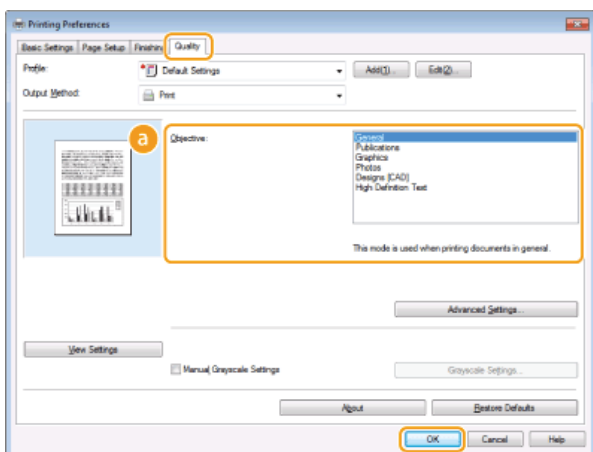 Printing Preferences
Basic Settings Page Setup Finishing Quality
Profile: Default Settings Add(1)... Edit(2)...
Output Method: Print
a
Objective: General
Publications
Graphics
Photos
Designs [CAD]
High Definition Text
This mode is used when printing documents in general.
Advanced Settings...
View Settings
Manual Grayscale Settings Grayscale Settings...
About Restore Defaults
OK Cancel Help